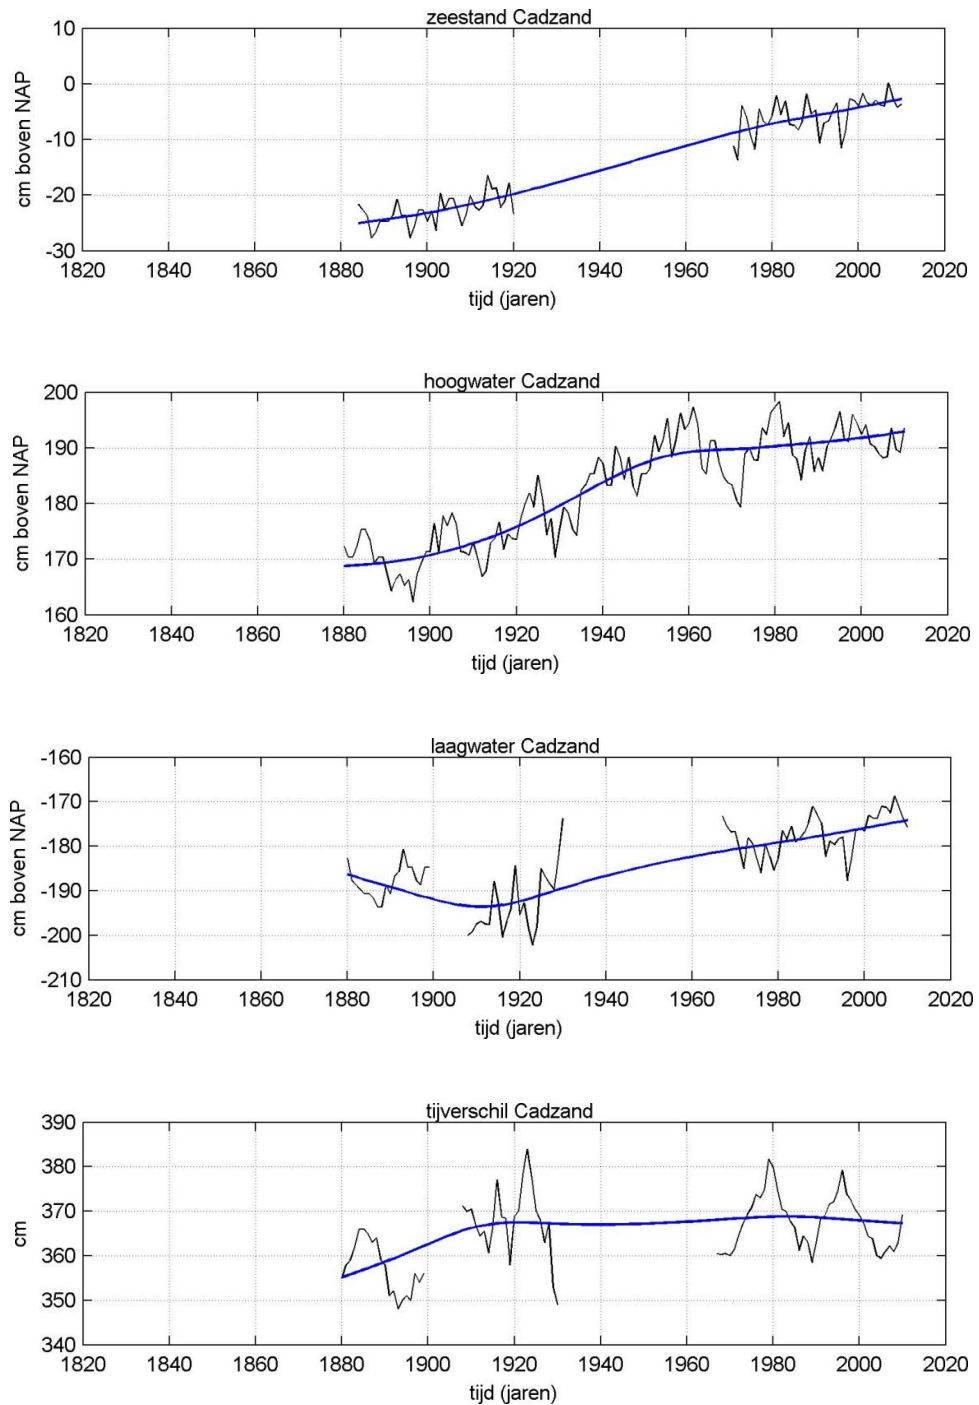 zeestand Cadzand
cm boven NAP
10
0
-10
-20
-30
1820 1840 1860 1880 1900 1920 1940 1960 1980 2000 2020
tijd (jaren)
hoogwater Cadzand
cm boven NAP
200
190
180
170
160
1820 1840 1860 1880 1900 1920 1940 1960 1980 2000 2020
tijd (jaren)
laagwater Cadzand
cm boven NAP
-160
-170
-180
-190
-200
-210
1820 1840 1860 1880 1900 1920 1940 1960 1980 2000 2020
tijd (jaren)
tijverschil Cadzand
cm
390
380
370
360
350
340
1820 1840 1860 1880 1900 1920 1940 1960 1980 2000 2020
tijd (jaren)